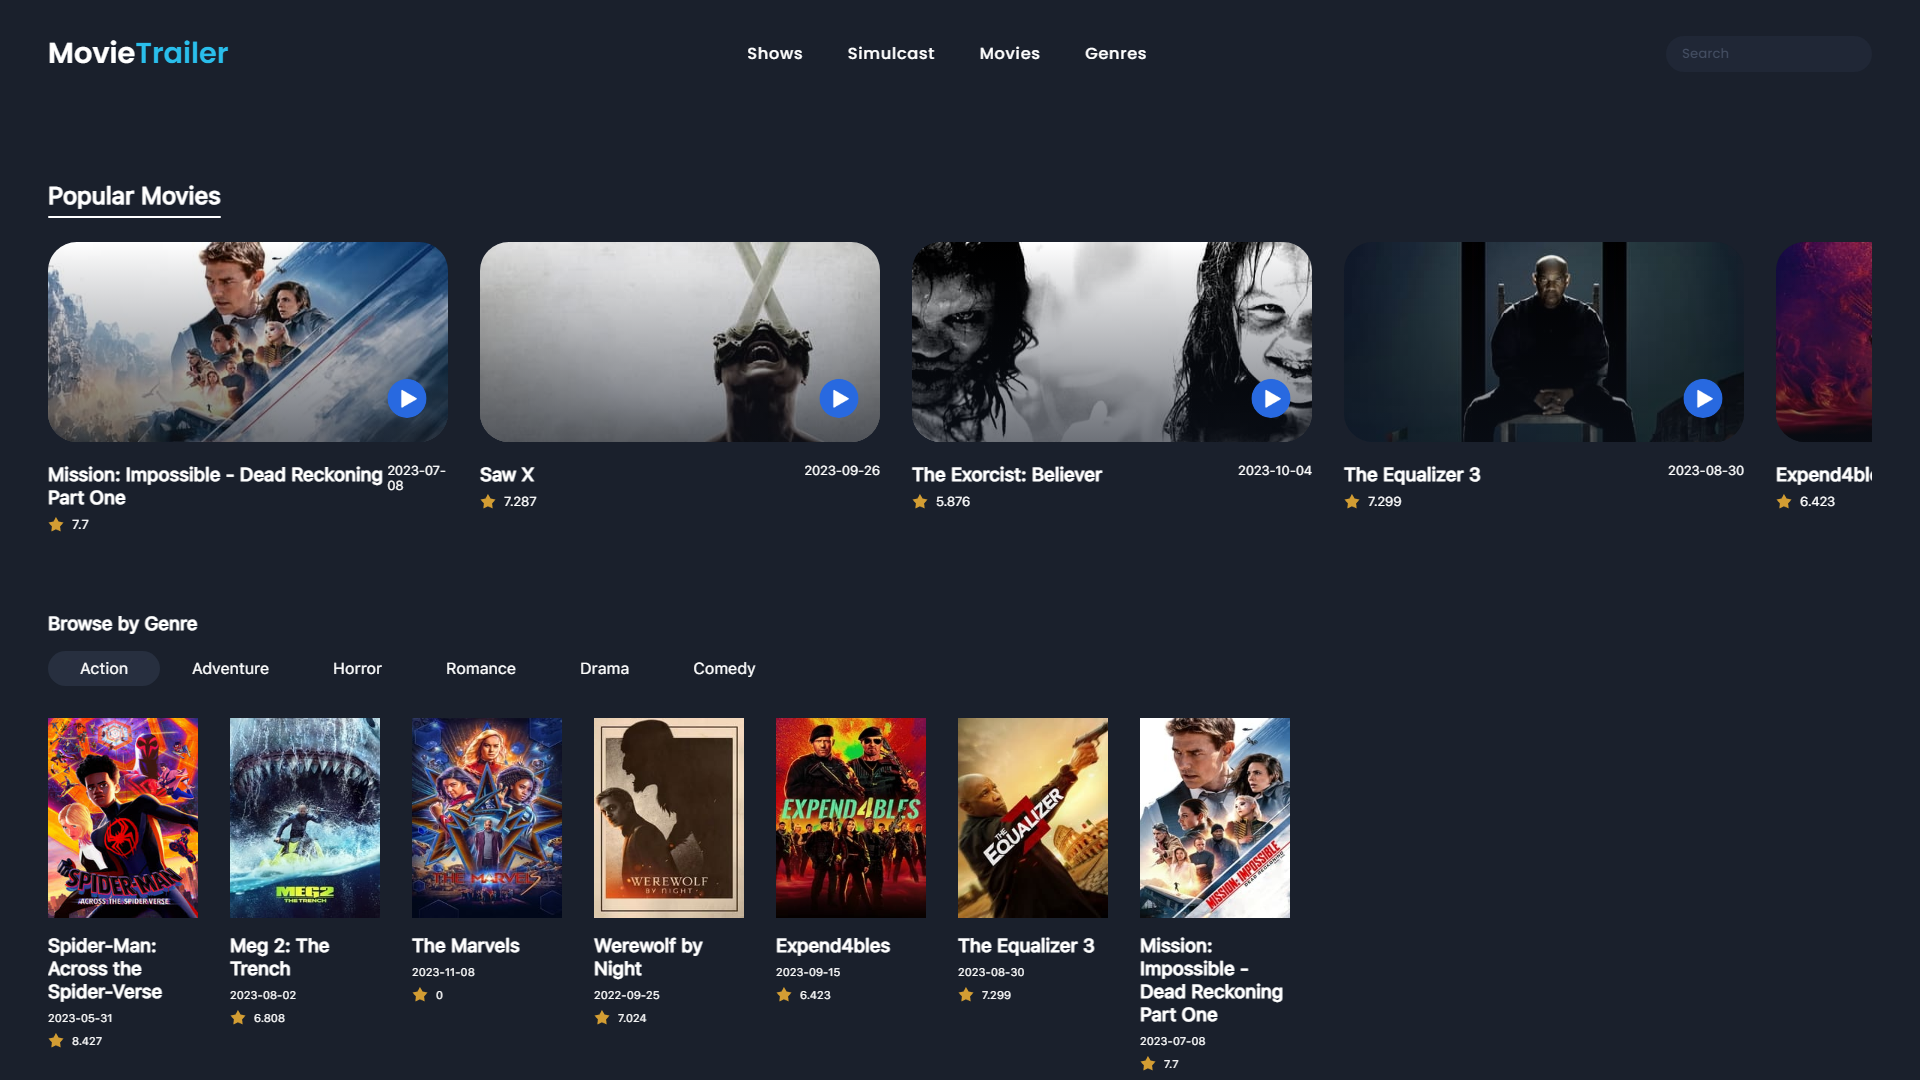 MovieTrailer
Shows Simulcast Movies Genres
Search
Popular Movies
Mission: Impossible - Dead Reckoning Part One
2023-07-08
7.7
Saw X
2023-09-26
7.287
The Exorcist: Believer
2023-10-04
5.876
The Equalizer 3
2023-08-30
7.299
Expend4bl
6.423
Browse by Genre
Action Adventure Horror Romance Drama Comedy
SPIDER-MAN
ACROSS THE SPIDER-VERSE
MEG2
THE TRENCH
THE MARVELS
WEREWOLF
BY NIGHT
EXPEND4BLES
THE
EQUALIZER
MISSION: IMPOSSIBLE
DEAD RECKONING
Spider-Man:
Across the
Spider-Verse
2023-05-31
8.427
Meg 2: The
Trench
2023-08-02
6.808
The Marvels
2023-11-08
0
Werewolf by
Night
2022-09-25
7.024
Expend4bles
2023-09-15
6.423
The Equalizer 3
2023-08-30
7.299
Mission:
Impossible -
Dead Reckoning
Part One
2023-07-08
7.7